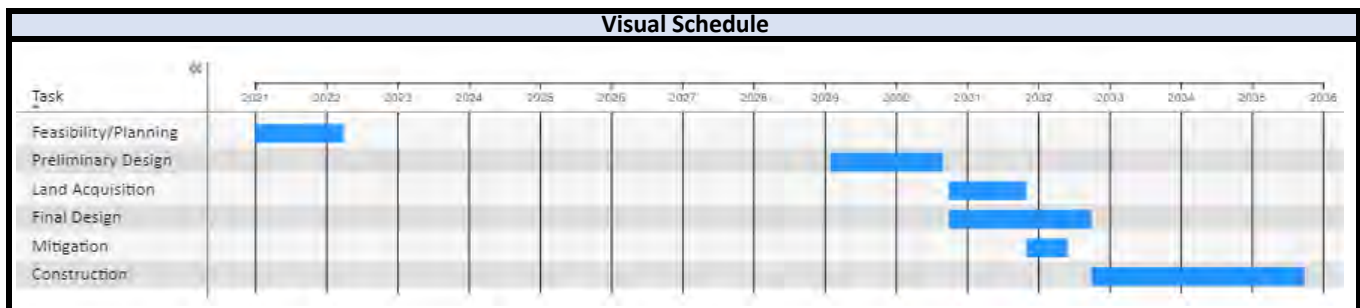 Visual Schedule
«
Task
2021 2022 2023 2024 2025 2026 2027 2028 2029 2030 2031 2032 2033 2034 2035 2036
Feasibility/Planning
Preliminary Design
Land Acquisition
Final Design
Mitigation
Construction